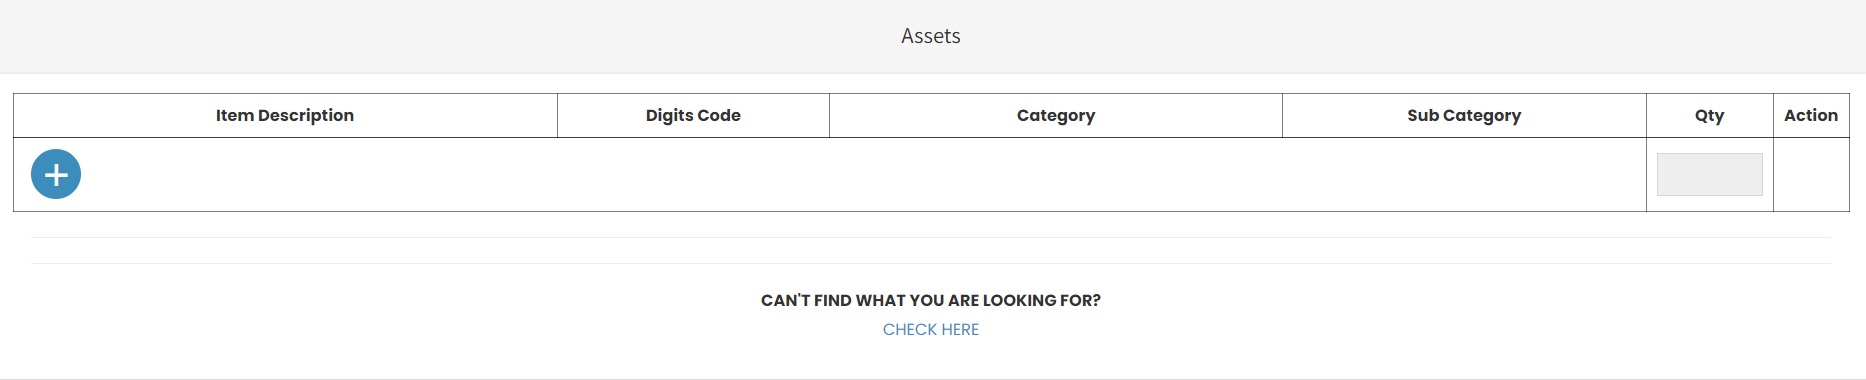 Assets
Item Description Digits Code Category Sub Category Qty Action
CAN'T FIND WHAT YOU ARE LOOKING FOR?
CHECK HERE